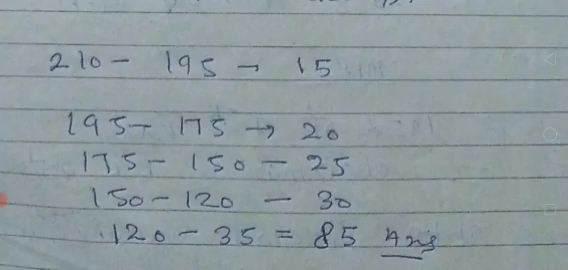 210 - 195 → 15
195 - 175 → 20
175 - 150 - 25
150 - 120 - 30
120 - 35 = 85 Ans